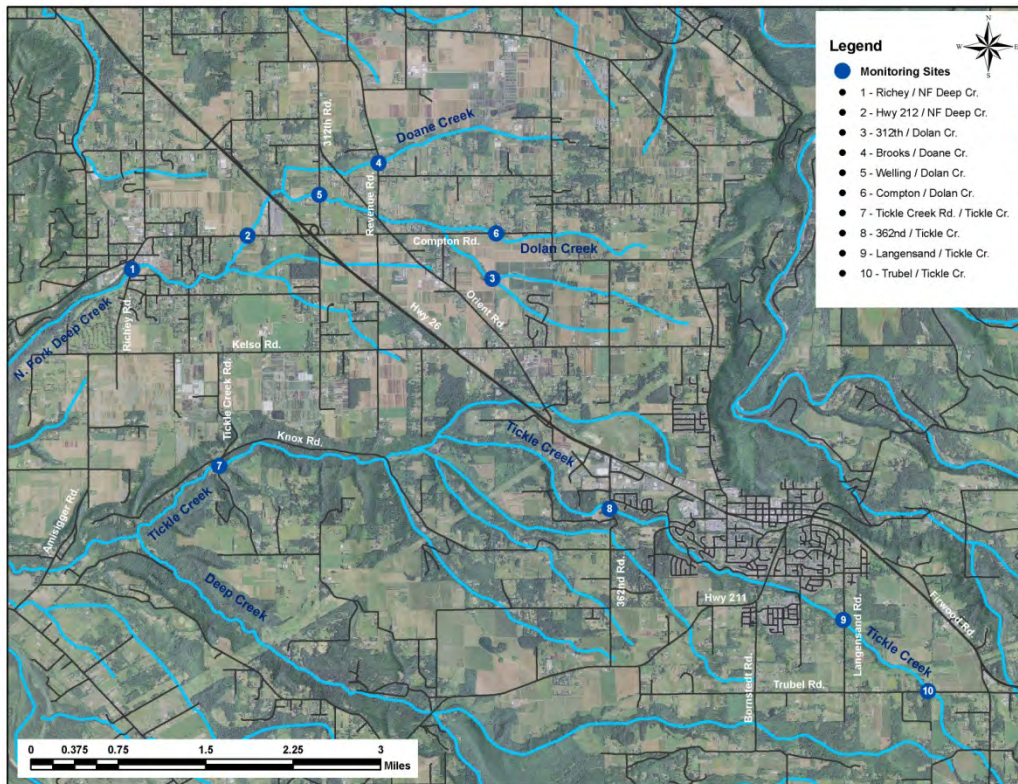 Legend
N
W
E
S
Monitoring Sites
1 - Richey / NF Deep Cr.
2 - Hwy 212 / NF Deep Cr.
3 - 312th / Dolan Cr.
4 - Brooks / Doane Cr.
5 - Welling / Dolan Cr.
6 - Compton / Dolan Cr.
7 - Tickle Creek Rd. / Tickle Cr.
8 - 362nd / Tickle Cr.
9 - Langensand / Tickle Cr.
10 - Trubel / Tickle Cr.
312th Rd.
Doane Creek
4
Revenue Rd.
5
2
Compton Rd.
6
Dolan Creek
1
3
N. Fork Deep Creek
Richey Rd.
Orient Rd.
Hwy 26
Kelso Rd.
Tickle Creek Rd.
Knox Rd.
Tickle Creek
7
Tickle Creek
Amisigger Rd.
8
Deep Creek
362nd Rd.
Hwy 211
9
Langensand Rd.
Firwood Rd.
Tickle Creek
Bornstedt Rd.
Trubel Rd.
10
0 0.375 0.75 1.5 2.25 3
Miles